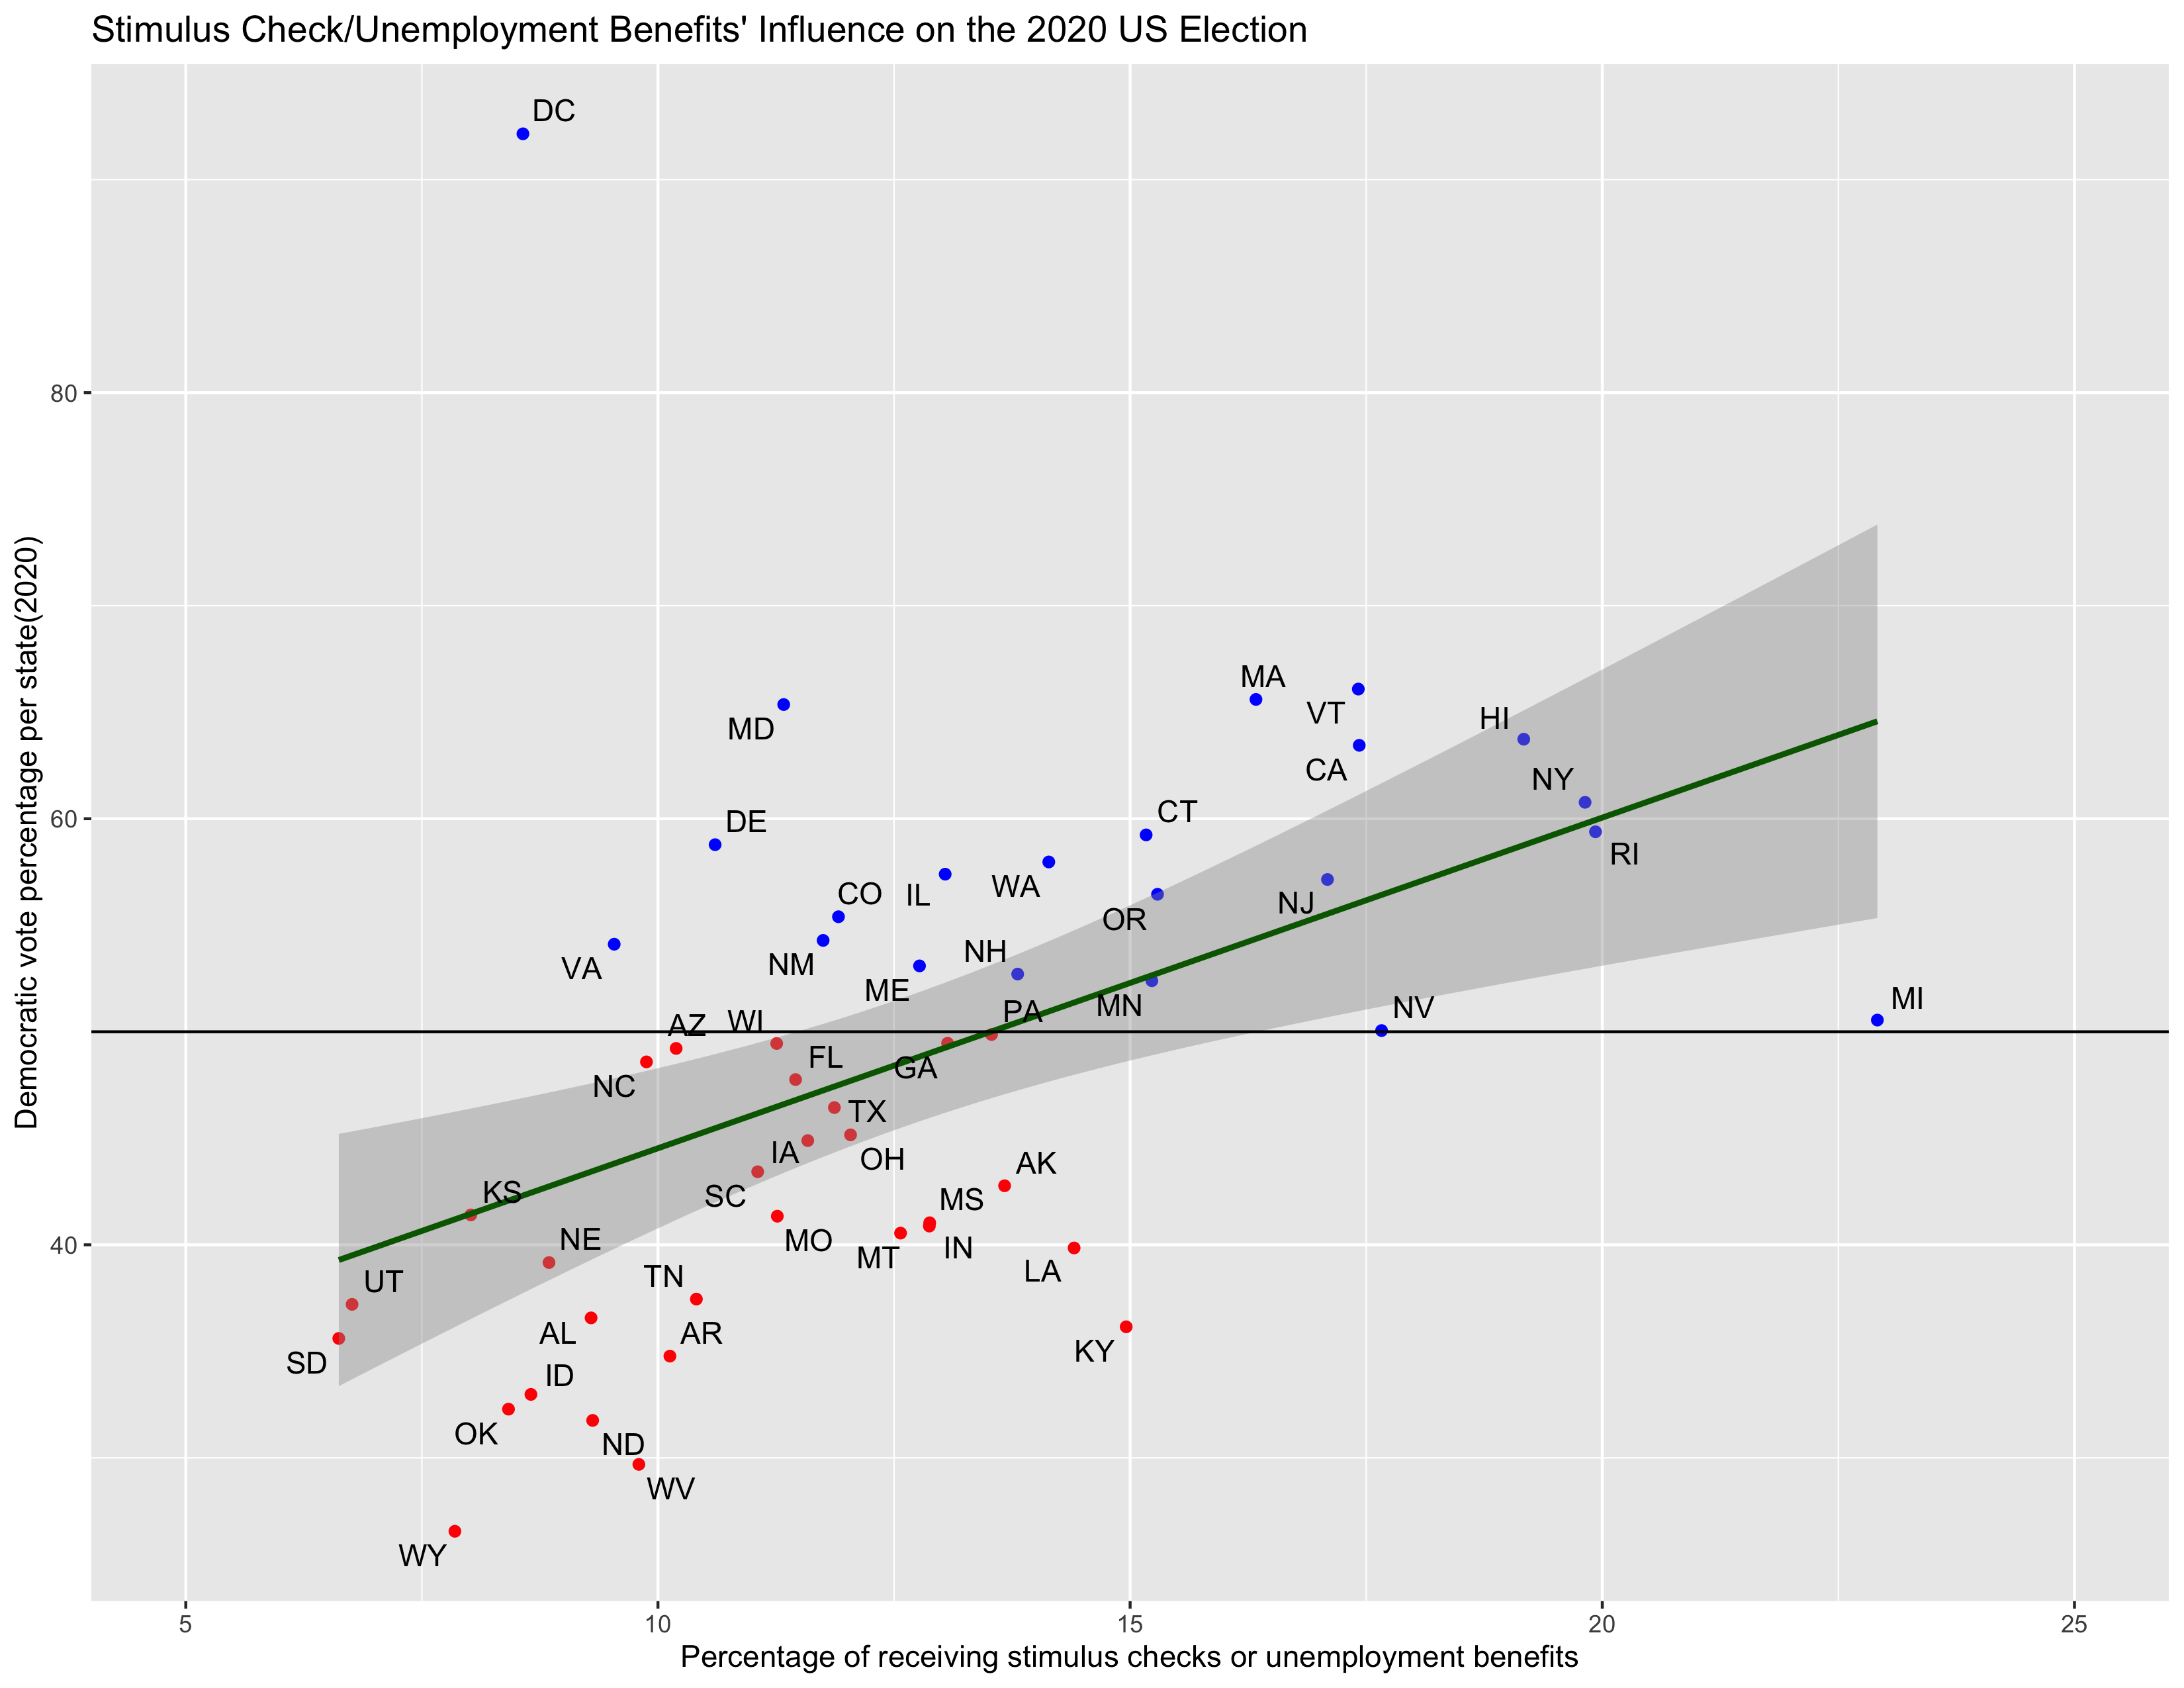 Stimulus Check/Unemployment Benefits' Influence on the 2020 US Election
DC
80
MA
VT
HI
MD
CA
NY
CT
DE
60
RI
CO
IL
WA
NJ
OR
VA
NM
NH
ME
MI
MN
NV
PA
WI
AZ
FL
GA
NC
TX
IA
OH
AK
KS
SC
MS
NE
MO
IN
40
MT
LA
TN
UT
AL
AR
KY
SD
ID
OK
ND
WV
WY
5 10 15 20 25
Percentage of receiving stimulus checks or unemployment benefits
Democratic vote percentage per state(2020)